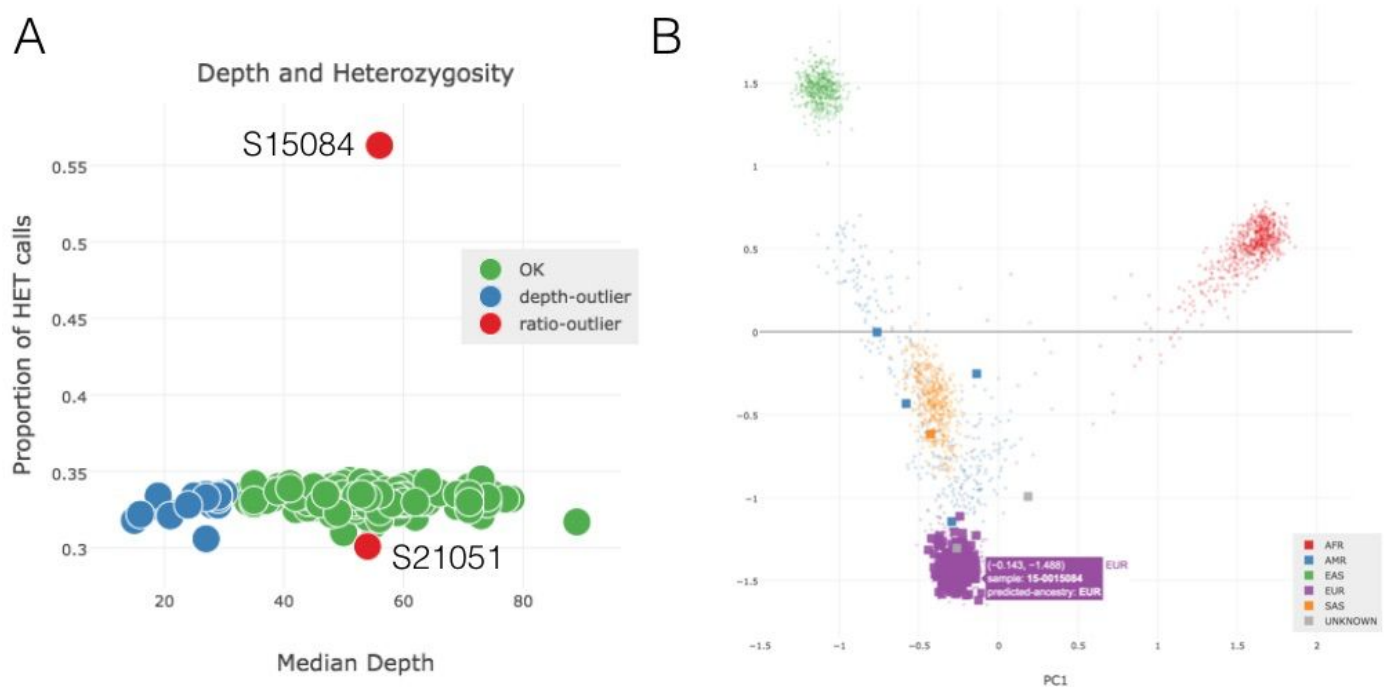 A
Depth and Heterozygosity
S15084
0.55
0.5
0.45
0.4
0.35
0.3
Proportion of HET calls
OK
depth-outlier
ratio-outlier
S21051
20 40 60 80
Median Depth
B
1.5
1
0.5
0
−0.5
−1
−1.5
(−0.143, −1.488)
sample: 15-0015084
predicted-ancestry: EUR
EUR
AFR
AMR
EAS
EUR
SAS
UNKNOWN
−1.5 −1 −0.5 0 0.5 1 1.5 2
PC1